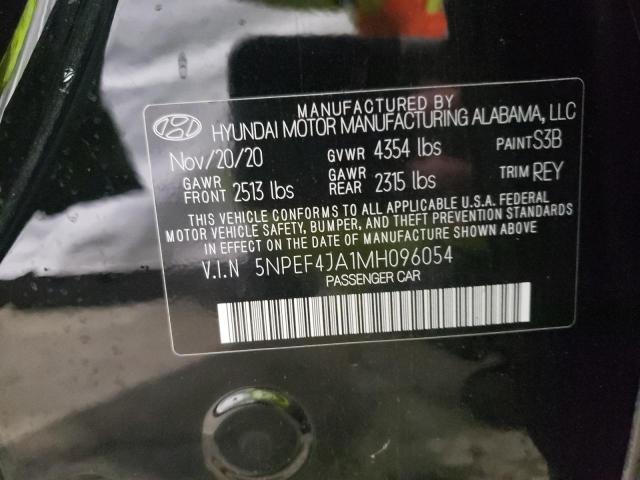 MANUFACTURED BY
HYUNDAI MOTOR MANUFACTURING ALABAMA, LLC
Nov/20/20 GVWR 4354 lbs PAINT S3B
GAWR FRONT 2513 lbs GAWR REAR 2315 lbs TRIM REY
THIS VEHICLE CONFORMS TO ALL APPLICABLE U.S.A. FEDERAL
MOTOR VEHICLE SAFETY, BUMPER, AND THEFT PREVENTION STANDARDS
IN EFFECT ON THE DATE OF MANUFACTURE SHOWN ABOVE
V.I.N 5NPEF4JA1MH096054
PASSENGER CAR